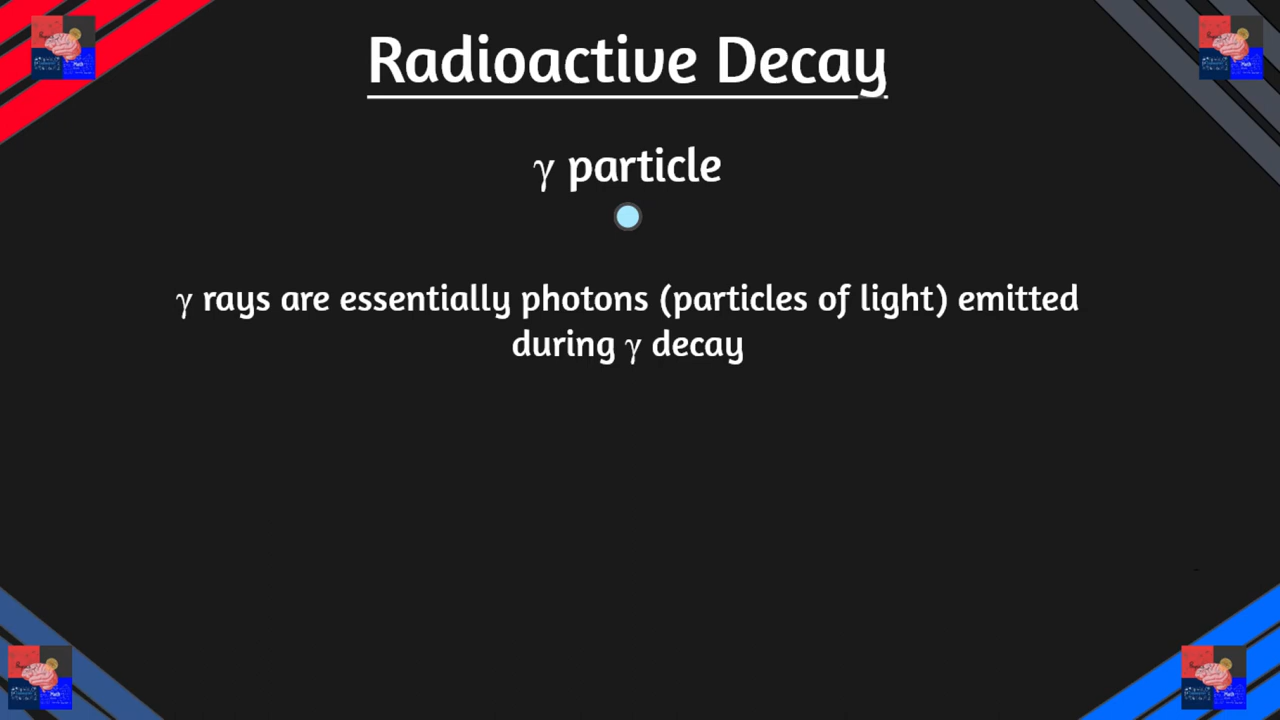 Radioactive Decay
γ particle
γ rays are essentially photons (particles of light) emitted
during γ decay